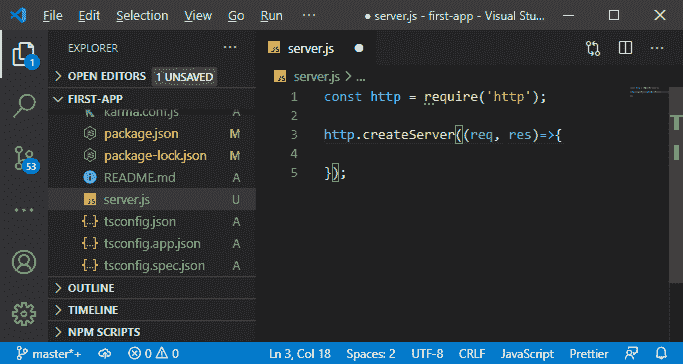 File Edit Selection View Go Run ··· ● server.js - first-app - Visual Stu...
EXPLORER ···
OPEN EDITORS 1 UNSAVED
FIRST-APP
karma.conf.js A
package.json M
package-lock.json M
README.md A
server.js U
tsconfig.json A
tsconfig.app.json A
tsconfig.spec.json A
OUTLINE
TIMELINE
NPM SCRIPTS
1
53
JS server.js ●
JS server.js > ...
1 const http = require('http');
2
3 http.createServer((req, res)=>{
4
5 });
master*+ 0 0 Ln 3, Col 18 Spaces: 2 UTF-8 CRLF JavaScript Prettier